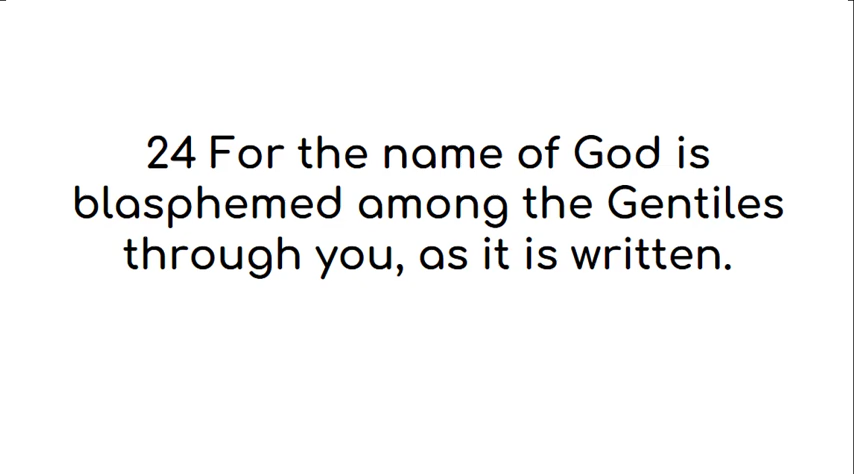 24 For the name of God is
blasphemed among the Gentiles
through you, as it is written.